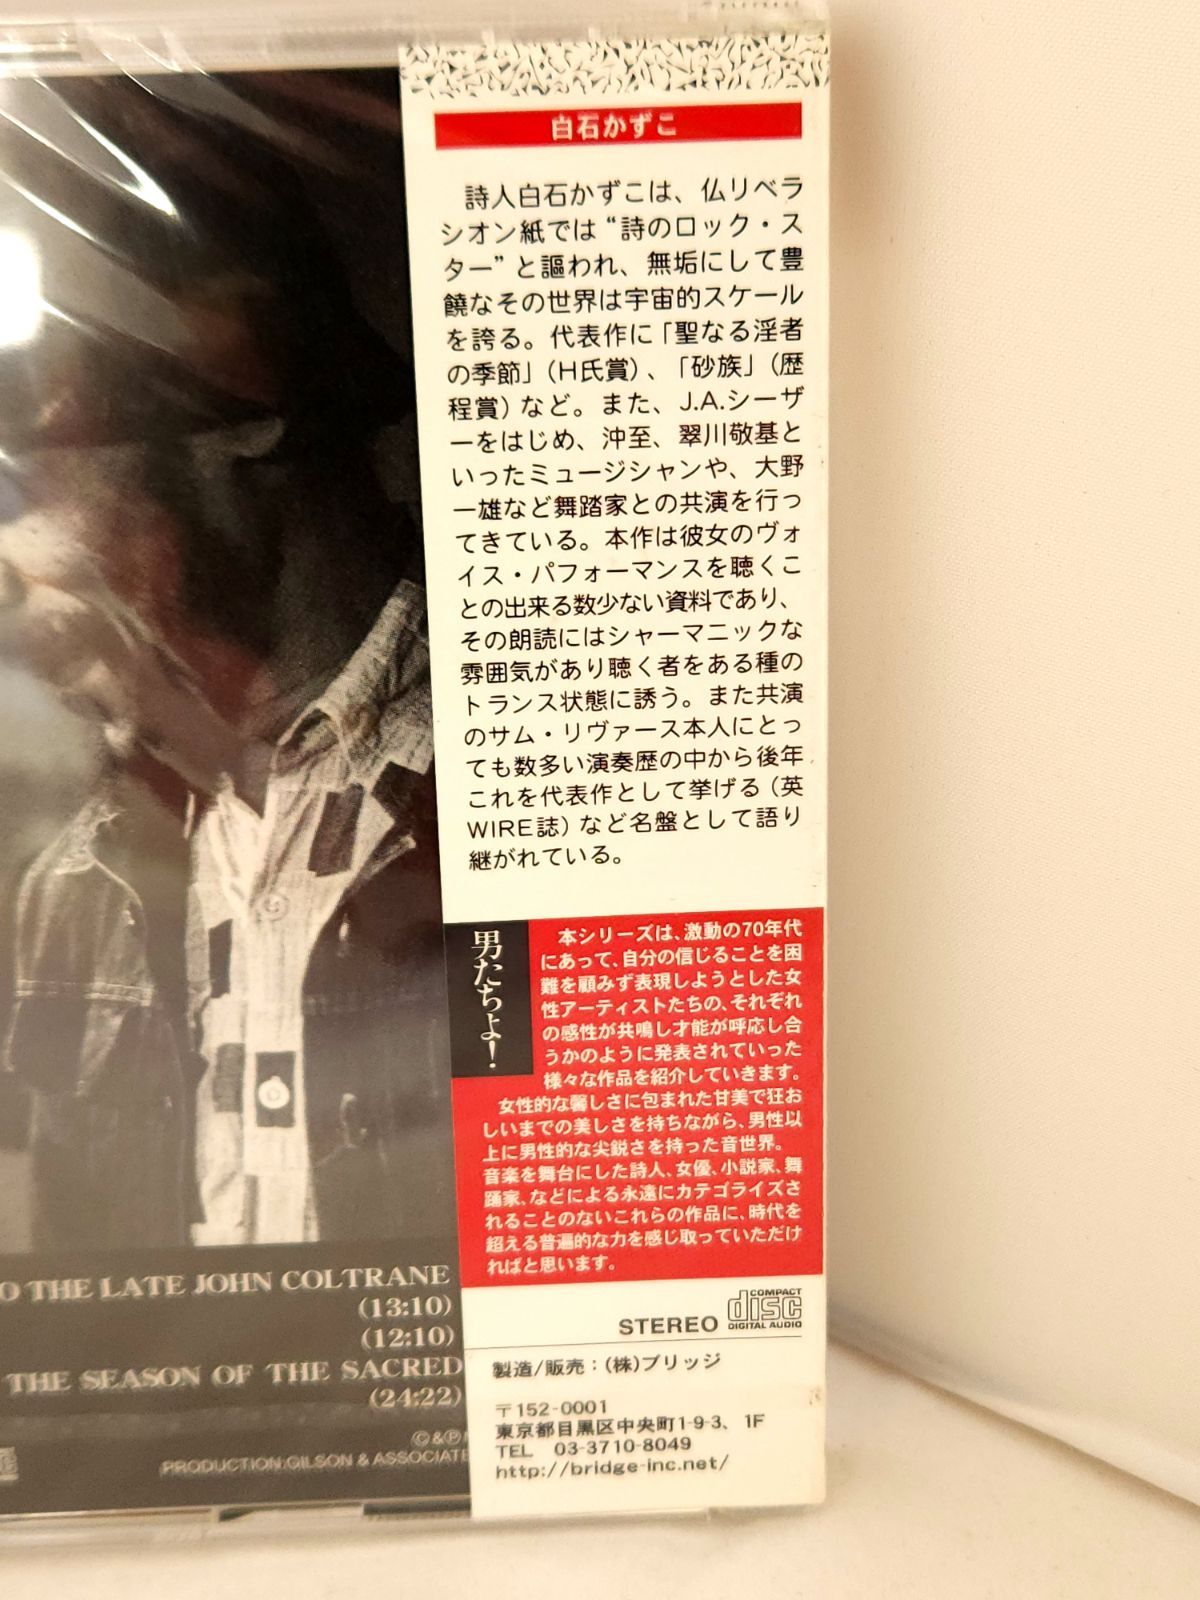 白石かずこ
詩人白石かずこは、仏リベラ
シオン紙では“詩のロック・ス
ター”と謳われ、無垢にして豊
饒なその世界は宇宙的スケール
を誇る。代表作に「聖なる淫者
の季節」（H氏賞）、「砂族」（歴
程賞）など。また、J.A.シーザ
ーをはじめ、沖至、翠川敬基と
いったミュージシャンや、大野
一雄など舞踏家との共演を行っ
てきている。本作は彼女のヴォ
イス・パフォーマンスを聴くこ
との出来る数少ない資料であり、
その朗読にはシャーマニックな
雰囲気があり聴く者をある種の
トランス状態に誘う。また共演
のサム・リヴァース本人にとっ
ても数多い演奏歴の中から後年
これを代表作として挙げる（英
WIRE誌）など名盤として語り
継がれている。
男たちよ！
本シリーズは、激動の70年代
にあって、自分の信じることを困
難を顧みず表現しようとした女
性アーティストたちの、それぞれ
の感性が共鳴し才能が呼応し合
うかのように発表されていった
様々な作品を紹介していきます。
女性的な馨しさに包まれた甘美で狂お
しいまでの美しさを持ちながら、男性以
上に男性的な尖鋭さを持った音世界。
音楽を舞台にした詩人、女優、小説家、舞
踊家、などによる永遠にカテゴライズさ
れることのないこれらの作品に、時代を
超える普遍的な力を感じ取っていただけ
ればと思います。
O THE LATE JOHN COLTRANE
(13:10)
(12:10)
THE SEASON OF THE SACRED
(24:22)
©&℗
PRODUCTION:GILSON & ASSOCIATE
STEREO
COMPACT
disc
DIGITAL AUDIO
製造/販売：(株)ブリッジ
〒152-0001
東京都目黒区中央町1-9-3、1F
TEL 03-3710-8049
http://bridge-inc.net/